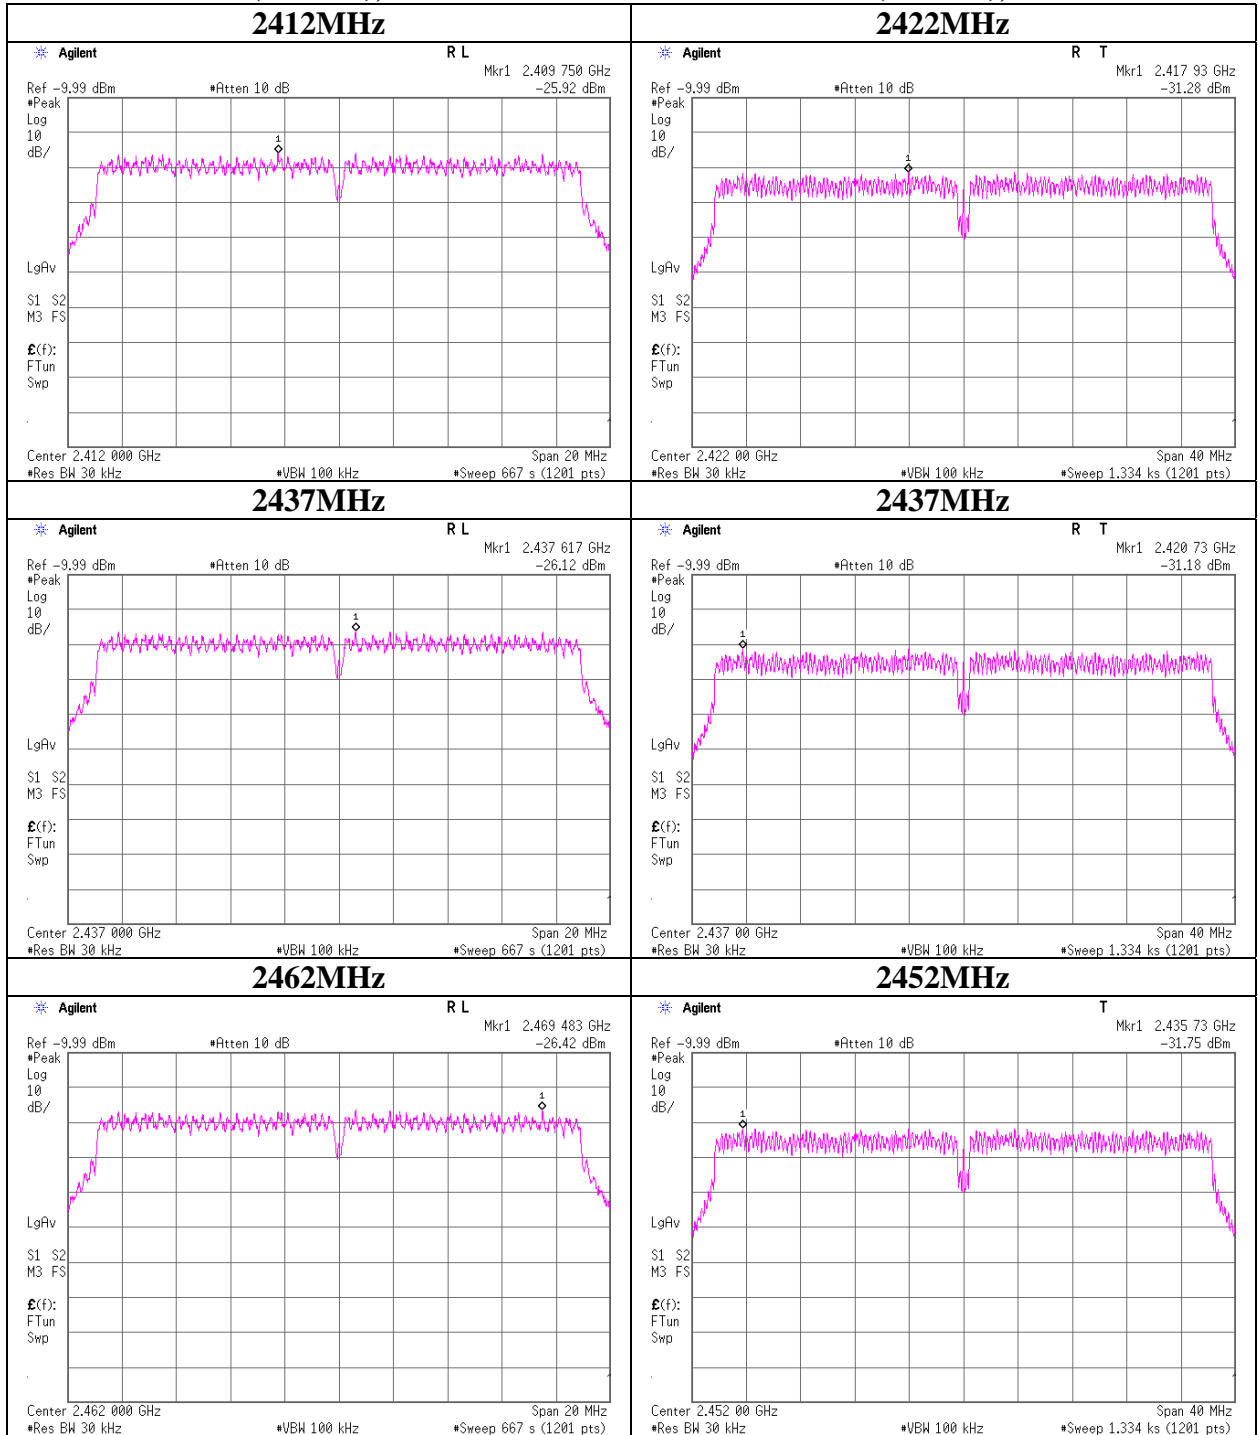 2412MHz
Agilent R L
Mkr1 2.409 750 GHz
Ref -9.99 dBm #Atten 10 dB -25.92 dBm
#Peak
Log
10
dB/
1
LgAv
S1 S2
M3 FS
£(f):
FTun
Swp
Center 2.412 000 GHz Span 20 MHz
#Res BW 30 kHz #VBW 100 kHz #Sweep 667 s (1201 pts)
2422MHz
Agilent R T
Mkr1 2.417 93 GHz
Ref -9.99 dBm #Atten 10 dB -31.28 dBm
#Peak
Log
10
dB/
1
LgAv
S1 S2
M3 FS
£(f):
FTun
Swp
Center 2.422 00 GHz Span 40 MHz
#Res BW 30 kHz #VBW 100 kHz #Sweep 1.334 ks (1201 pts)
2437MHz
Agilent R L
Mkr1 2.437 617 GHz
Ref -9.99 dBm #Atten 10 dB -26.12 dBm
#Peak
Log
10
dB/
1
LgAv
S1 S2
M3 FS
£(f):
FTun
Swp
Center 2.437 000 GHz Span 20 MHz
#Res BW 30 kHz #VBW 100 kHz #Sweep 667 s (1201 pts)
2437MHz
Agilent R T
Mkr1 2.420 73 GHz
Ref -9.99 dBm #Atten 10 dB -31.18 dBm
#Peak
Log
10
dB/
1
LgAv
S1 S2
M3 FS
£(f):
FTun
Swp
Center 2.437 00 GHz Span 40 MHz
#Res BW 30 kHz #VBW 100 kHz #Sweep 1.334 ks (1201 pts)
2462MHz
Agilent R L
Mkr1 2.469 483 GHz
Ref -9.99 dBm #Atten 10 dB -26.42 dBm
#Peak
Log
10
dB/
1
LgAv
S1 S2
M3 FS
£(f):
FTun
Swp
Center 2.462 000 GHz Span 20 MHz
#Res BW 30 kHz #VBW 100 kHz #Sweep 667 s (1201 pts)
2452MHz
Agilent T
Mkr1 2.435 73 GHz
Ref -9.99 dBm #Atten 10 dB -31.75 dBm
#Peak
Log
10
dB/
1
LgAv
S1 S2
M3 FS
£(f):
FTun
Swp
Center 2.452 00 GHz Span 40 MHz
#Res BW 30 kHz #VBW 100 kHz #Sweep 1.334 ks (1201 pts)